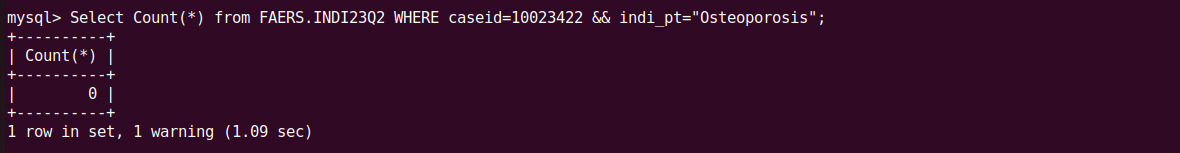 mysql> Select Count(*) from FAERS.INDI23Q2 WHERE caseid=10023422 && indi_pt="Osteoporosis";
+----------+
| Count(*) |
+----------+
|        0 |
+----------+
1 row in set, 1 warning (1.09 sec)